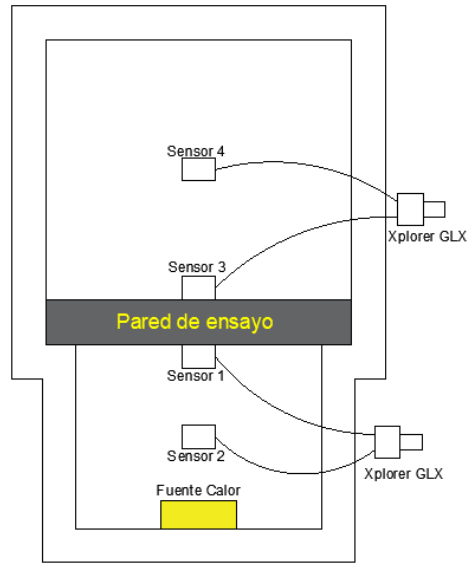 Sensor 4
Xplorer GLX
Sensor 3
Pared de ensayo
Sensor 1
Sensor 2
Xplorer GLX
Fuente Calor